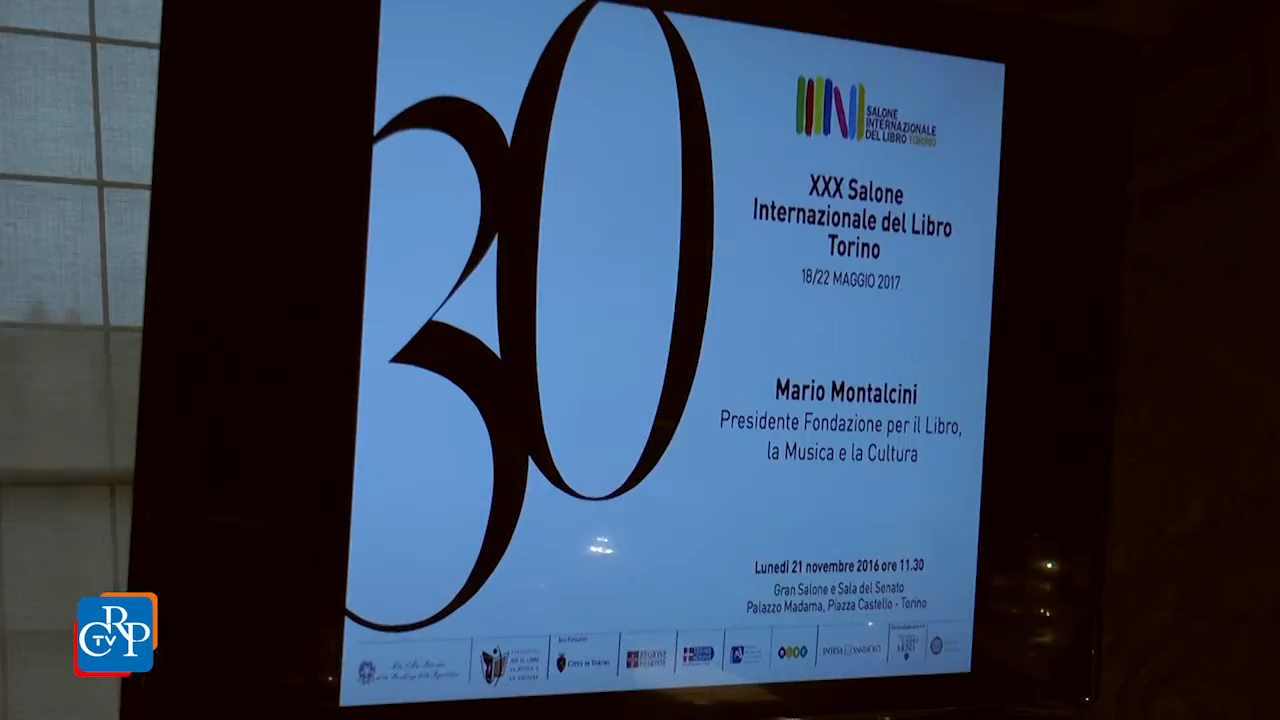 30
SALONE
INTERNAZIONALE
DEL LIBRO TORINO
XXX Salone
Internazionale del Libro
Torino
18/22 MAGGIO 2017
Mario Montalcini
Presidente Fondazione per il Libro,
la Musica e la Cultura
Lunedì 21 novembre 2016 ore 11.30
Gran Salone e Sala del Senato
Palazzo Madama, Piazza Castello - Torino
CITTA DI TORINO
REGIONE
PIEMONTE
INTESA SANPAOLO
CRP
TV